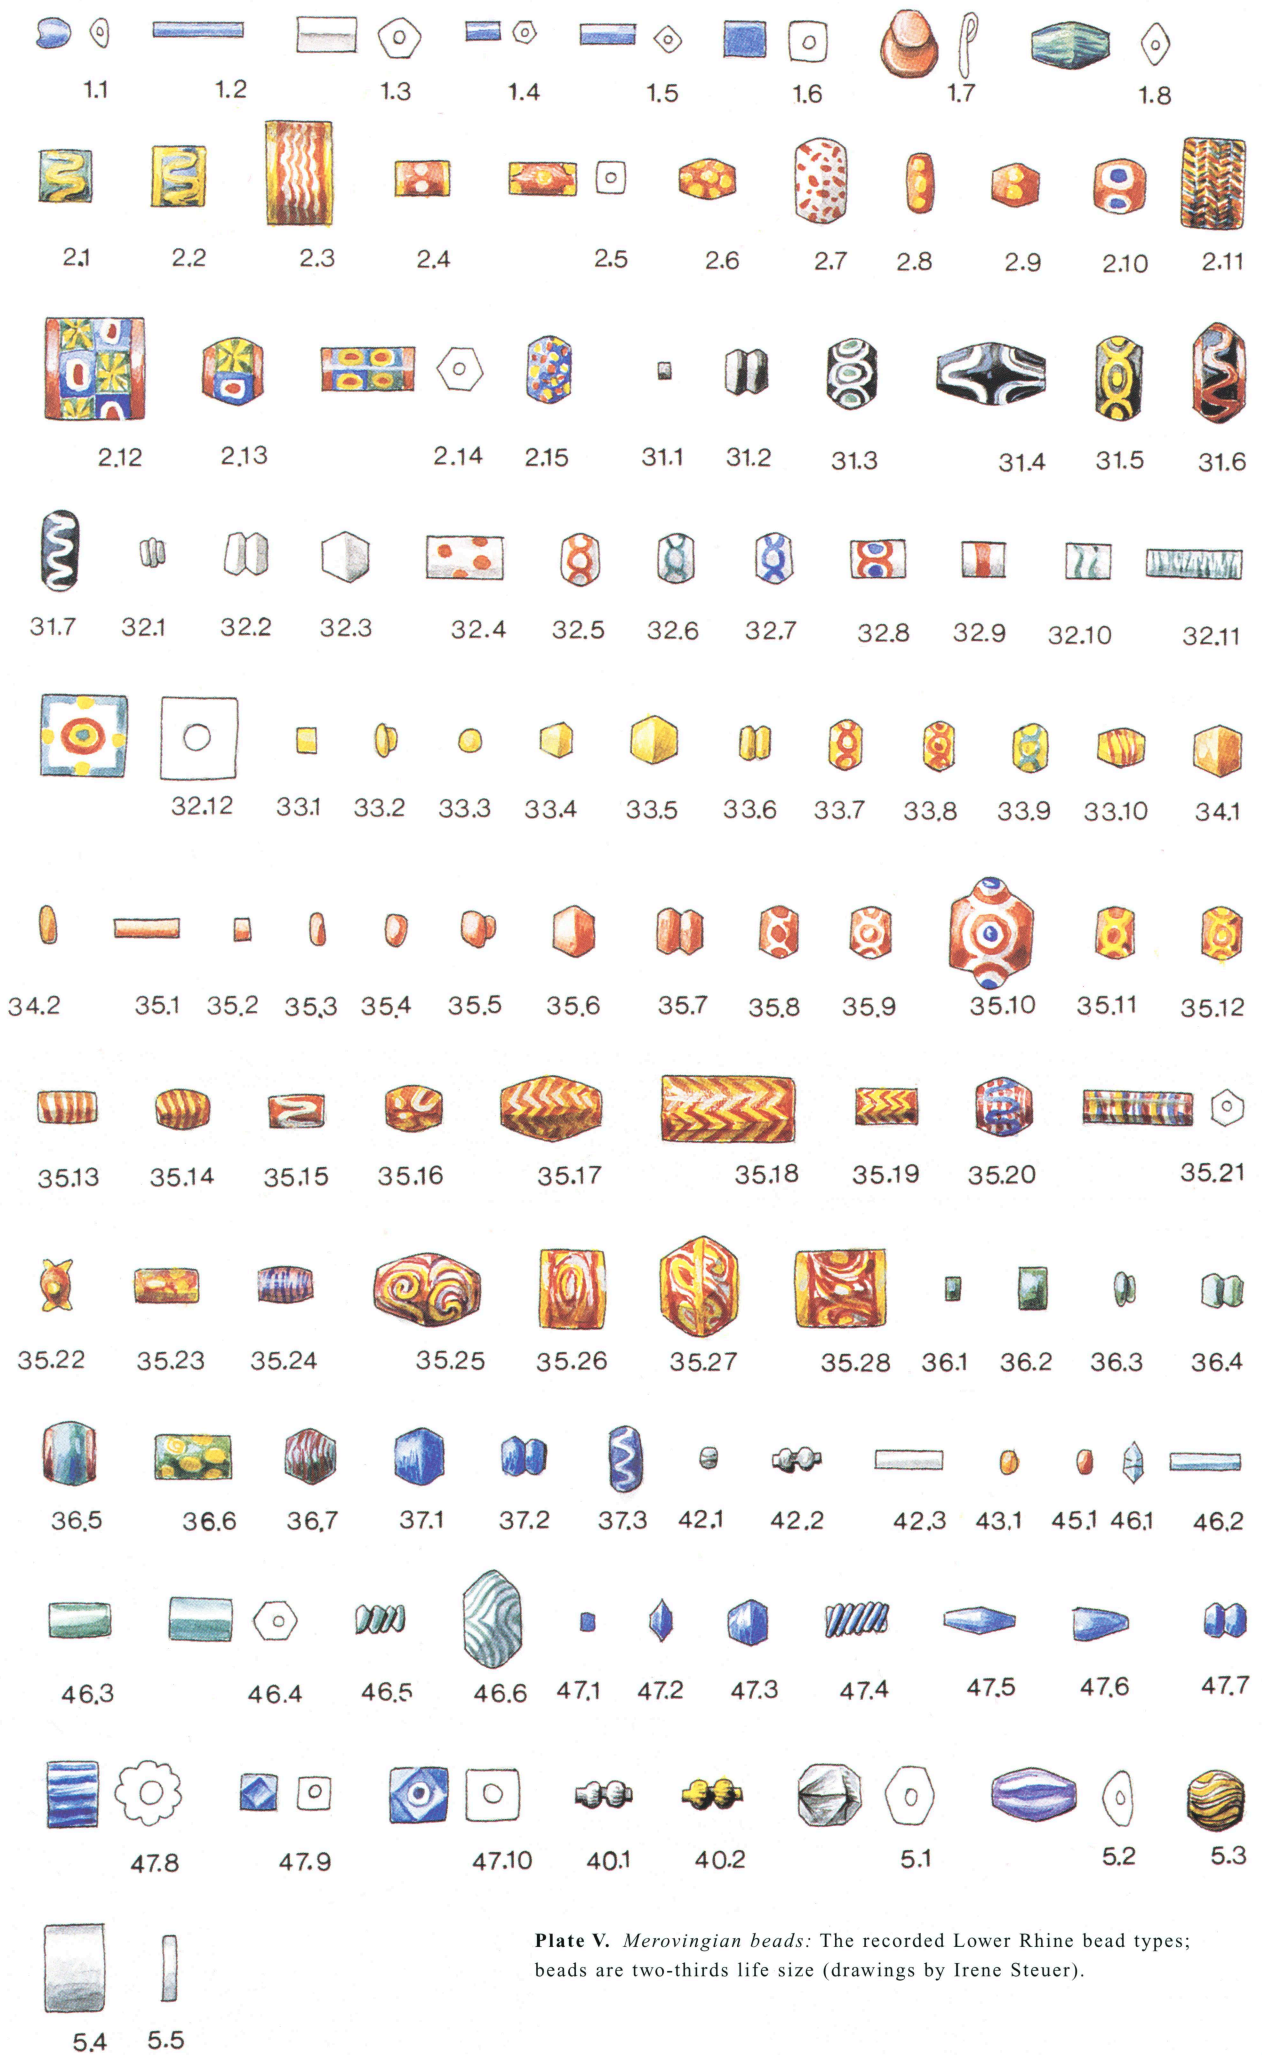 1.1 1.2 1.3 1.4 1.5 1.6 1.7 1.8
2.1 2.2 2.3 2.4 2.5 2.6 2.7 2.8 2.9 2.10 2.11
2.12 2.13 2.14 2.15 31.1 31.2 31.3 31.4 31.5 31.6
31.7 32.1 32.2 32.3 32.4 32.5 32.6 32.7 32.8 32.9 32.10 32.11
32.12 33.1 33.2 33.3 33.4 33.5 33.6 33.7 33.8 33.9 33.10 34.1
34.2 35.1 35.2 35.3 35.4 35.5 35.6 35.7 35.8 35.9 35.10 35.11 35.12
35.13 35.14 35.15 35.16 35.17 35.18 35.19 35.20 35.21
35.22 35.23 35.24 35.25 35.26 35.27 35.28 36.1 36.2 36.3 36.4
36.5 36.6 36.7 37.1 37.2 37.3 42.1 42.2 42.3 43.1 45.1 46.1 46.2
46.3 46.4 46.5 46.6 47.1 47.2 47.3 47.4 47.5 47.6 47.7
47.8 47.9 47.10 40.1 40.2 5.1 5.2 5.3
Plate V. Merovingian beads: The recorded Lower Rhine bead types;
beads are two-thirds life size (drawings by Irene Steuer).
5.4 5.5